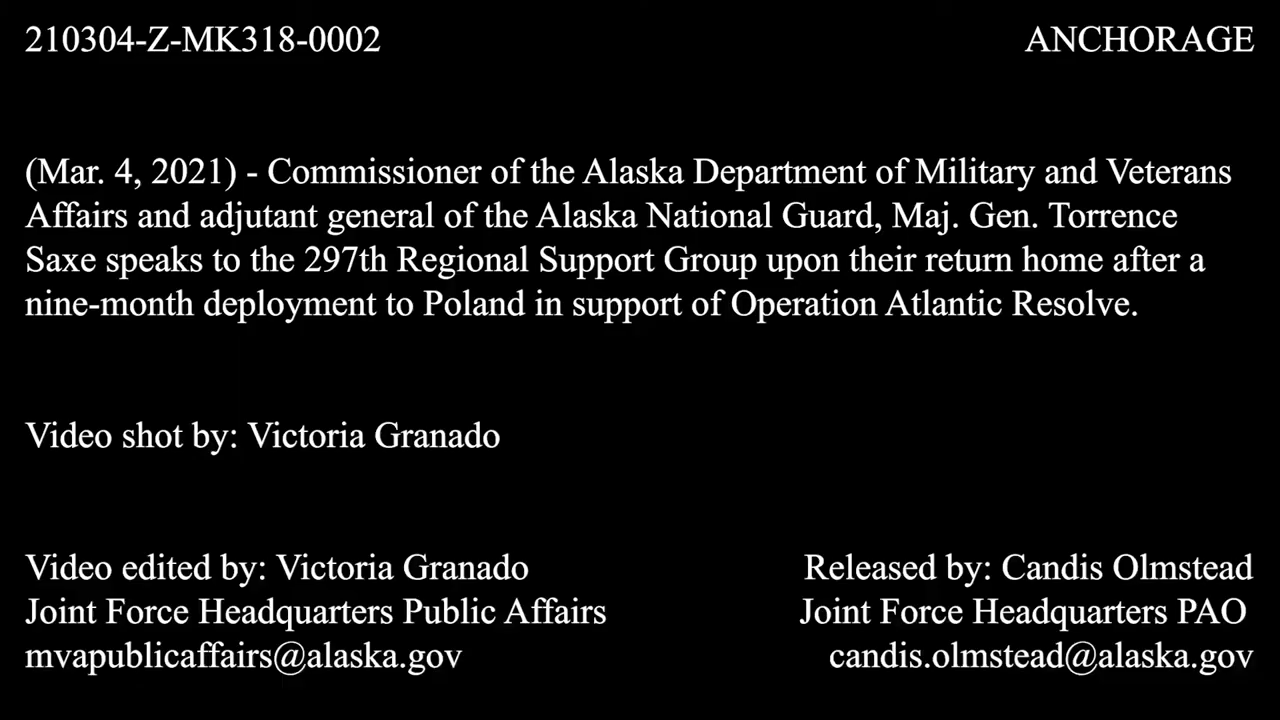 210304-Z-MK318-0002 ANCHORAGE
(Mar. 4, 2021) - Commissioner of the Alaska Department of Military and Veterans
Affairs and adjutant general of the Alaska National Guard, Maj. Gen. Torrence
Saxe speaks to the 297th Regional Support Group upon their return home after a
nine-month deployment to Poland in support of Operation Atlantic Resolve.
Video shot by: Victoria Granado
Video edited by: Victoria Granado
Joint Force Headquarters Public Affairs
mvapublicaffairs@alaska.gov
Released by: Candis Olmstead
Joint Force Headquarters PAO
candis.olmstead@alaska.gov